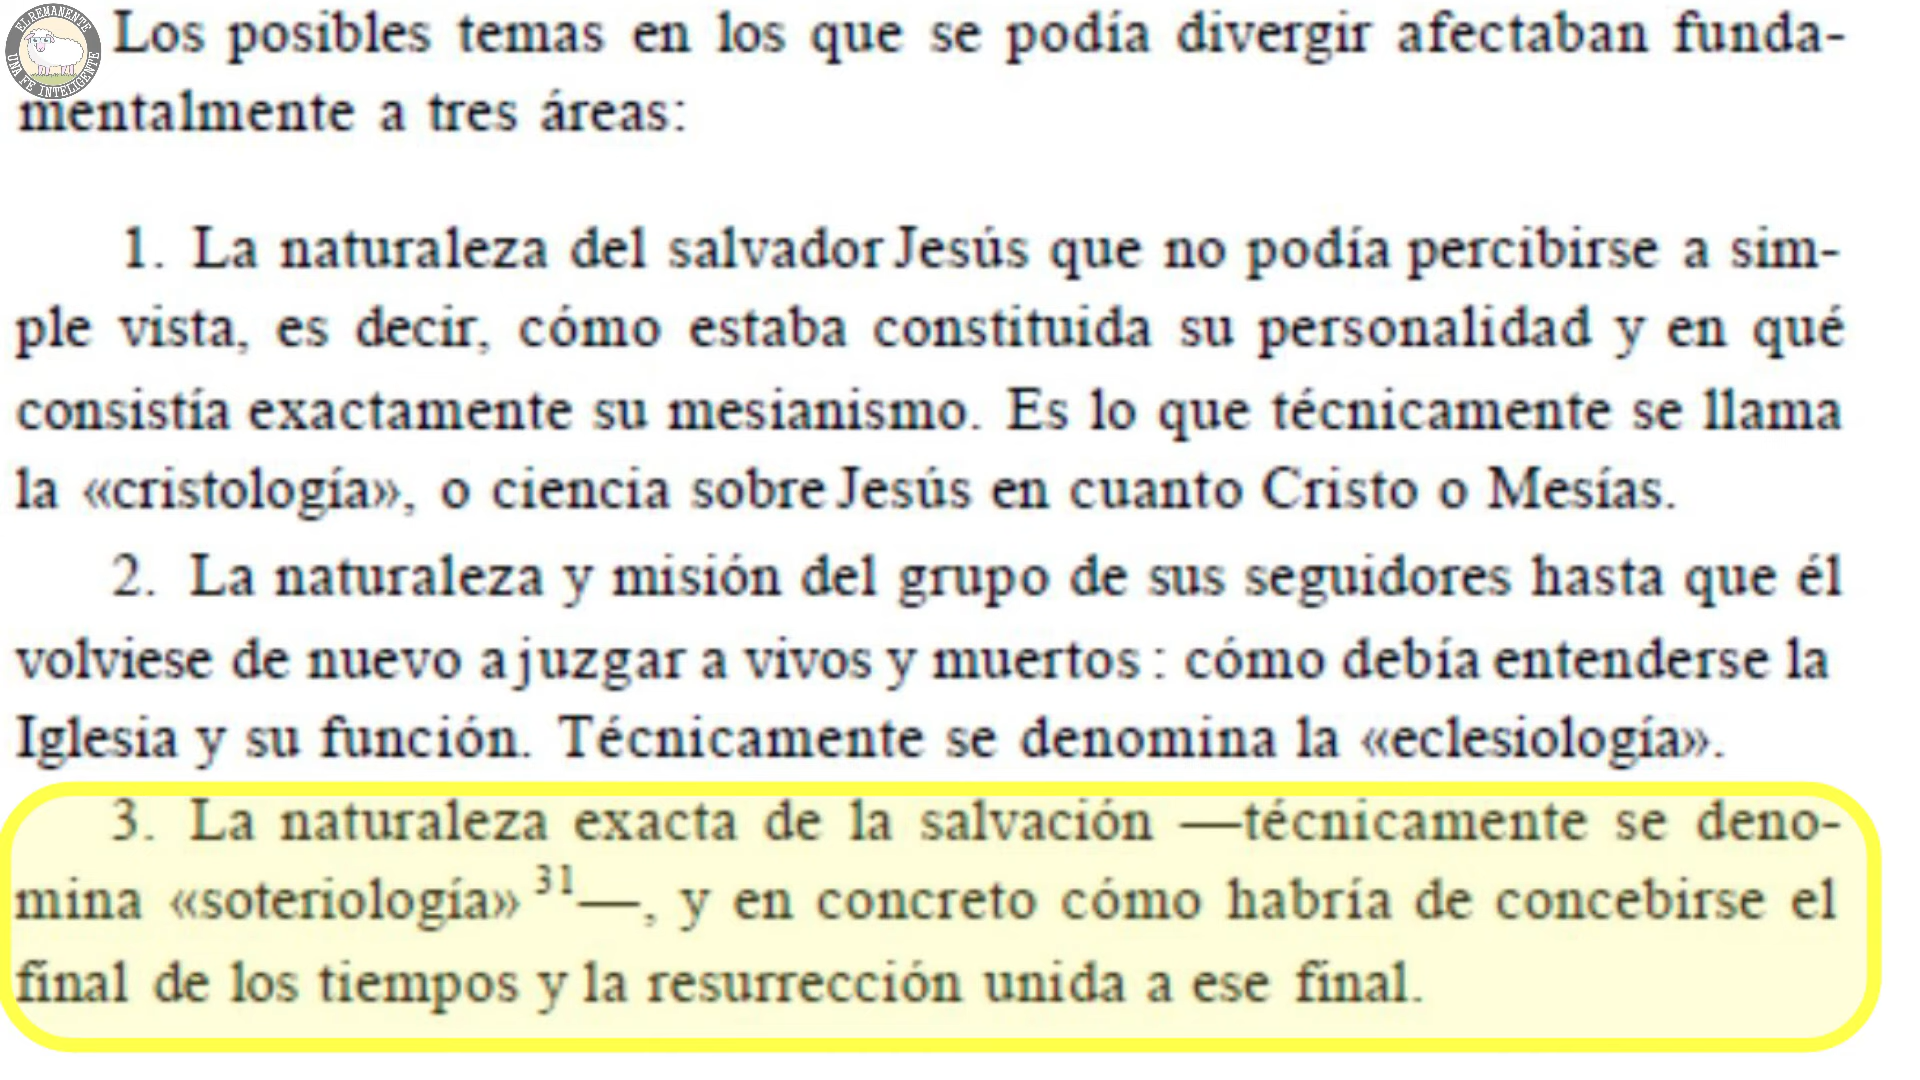 ELREMANENTE
UNA FE INTELIGENTE
Los posibles temas en los que se podía divergir afectaban funda-
mentalmente a tres áreas:
1. La naturaleza del salvador Jesús que no podía percibirse a sim-
ple vista, es decir, cómo estaba constituida su personalidad y en qué
consistía exactamente su mesianismo. Es lo que técnicamente se llama
la «cristología», o ciencia sobre Jesús en cuanto Cristo o Mesías.
2. La naturaleza y misión del grupo de sus seguidores hasta que él
volviese de nuevo a juzgar a vivos y muertos: cómo debía entenderse la
Iglesia y su función. Técnicamente se denomina la «eclesiología».
3. La naturaleza exacta de la salvación —técnicamente se deno-
mina «soteriología» 31—, y en concreto cómo habría de concebirse el
final de los tiempos y la resurrección unida a ese final.